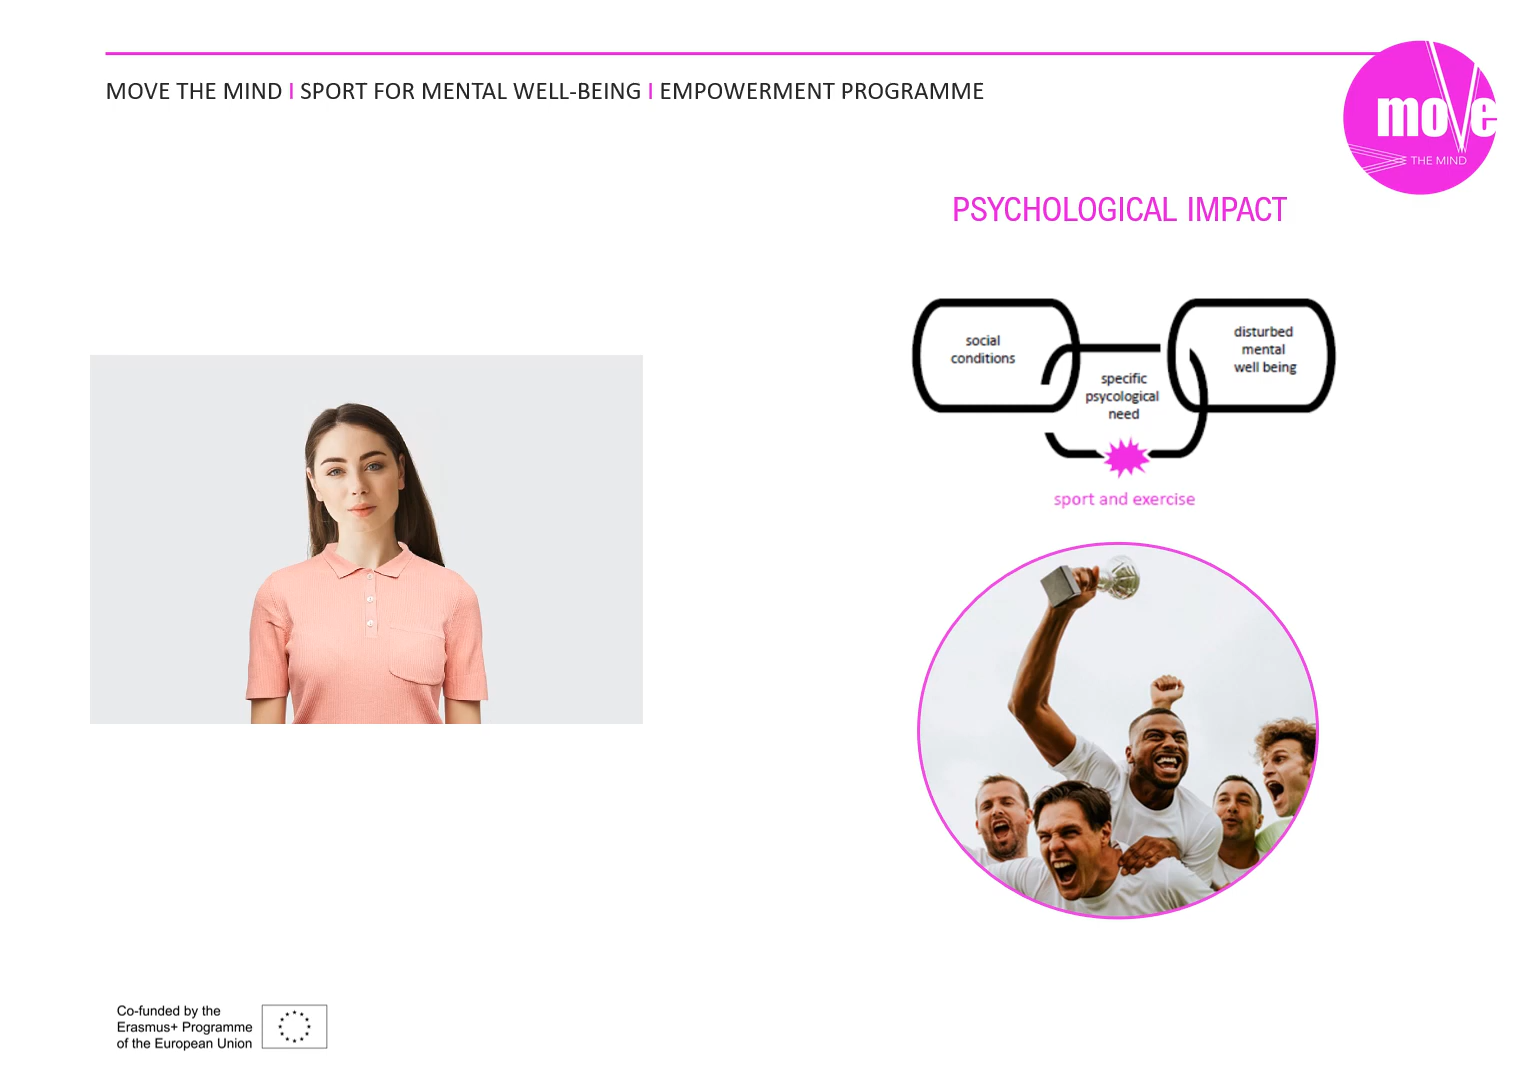 MOVE THE MIND I SPORT FOR MENTAL WELL-BEING I EMPOWERMENT PROGRAMME
move
THE MIND
PSYCHOLOGICAL IMPACT
social
conditions
specific
psycological
need
disturbed
mental
well being
sport and exercise
Co-funded by the
Erasmus+ Programme
of the European Union